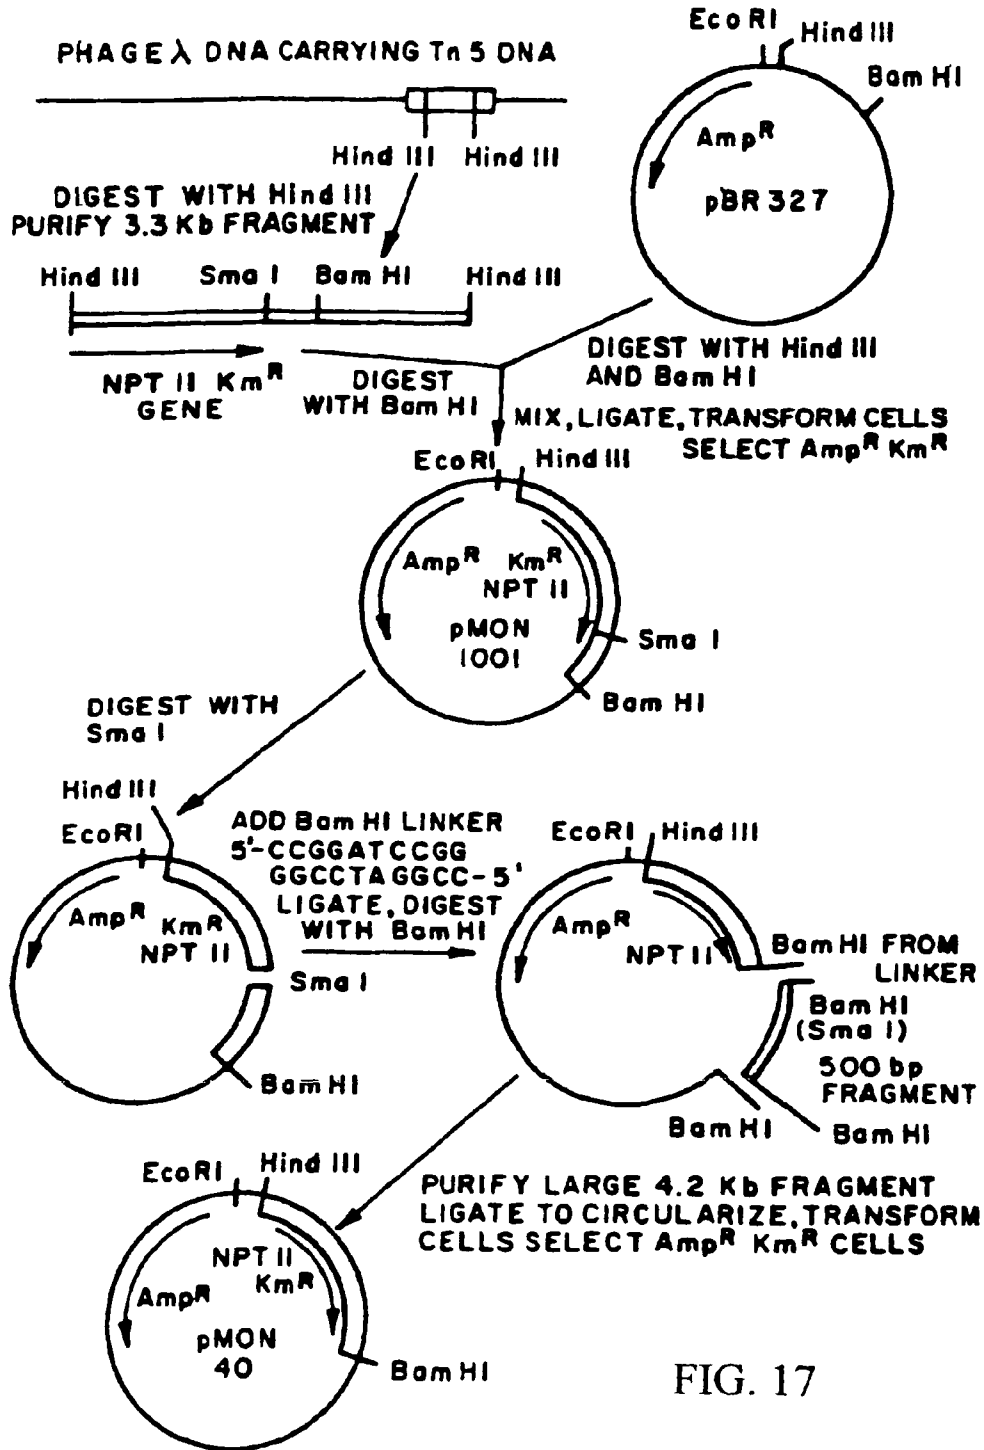 PHAGE λ DNA CARRYING Tn 5 DNA
Hind III Hind III
DIGEST WITH Hind III
PURIFY 3.3 Kb FRAGMENT
Hind III Sma I Bam HI Hind III
NPT II Km^R
GENE
DIGEST
WITH Bam HI
EcoRI
Hind III
Bam HI
Amp^R
pBR 327
DIGEST WITH Hind III
AND Bam HI
MIX, LIGATE, TRANSFORM CELLS
SELECT Amp^R Km^R
EcoRI Hind III
Amp^R Km^R
NPT II
pMON
1001
Sma I
Bam HI
DIGEST WITH
Sma I
Hind III
EcoRI
Amp^R Km^R
NPT II
Sma I
Bam HI
ADD Bam HI LINKER
5'-CCGGATCCGG
GGCCTAGGCC-5'
LIGATE, DIGEST
WITH Bam HI
EcoRI Hind III
Amp^R
NPT II
Bam HI FROM
LINKER
Bam HI
(Sma I)
500 bp
FRAGMENT
Bam HI
Bam HI
PURIFY LARGE 4.2 Kb FRAGMENT
LIGATE TO CIRCULARIZE, TRANSFORM
CELLS SELECT Amp^R Km^R CELLS
EcoRI Hind III
NPT II
Km^R
Amp^R
pMON
40
Bam HI
FIG. 17